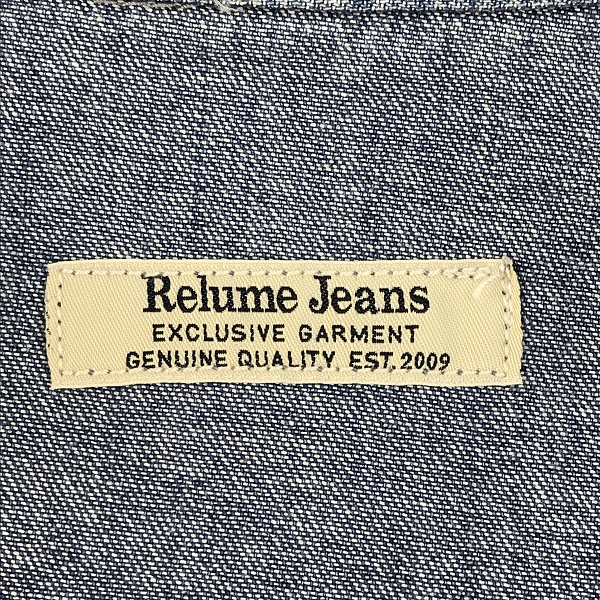 Relume Jeans
EXCLUSIVE GARMENT
GENUINE QUALITY, EST.2009